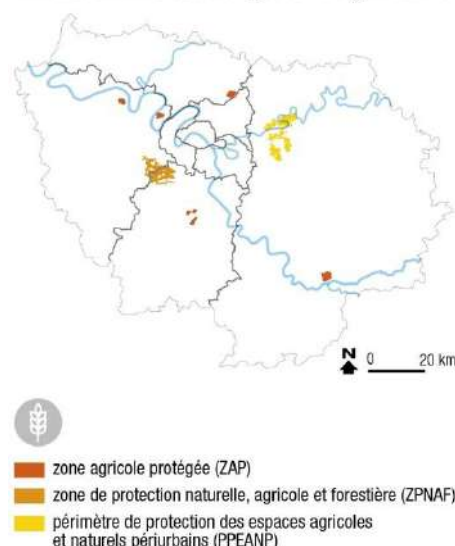 N 0 20 km
zone agricole protégée (ZAP)
zone de protection naturelle, agricole et forestière (ZPNAF)
périmètre de protection des espaces agricoles
et naturels périurbains (PPEANP)